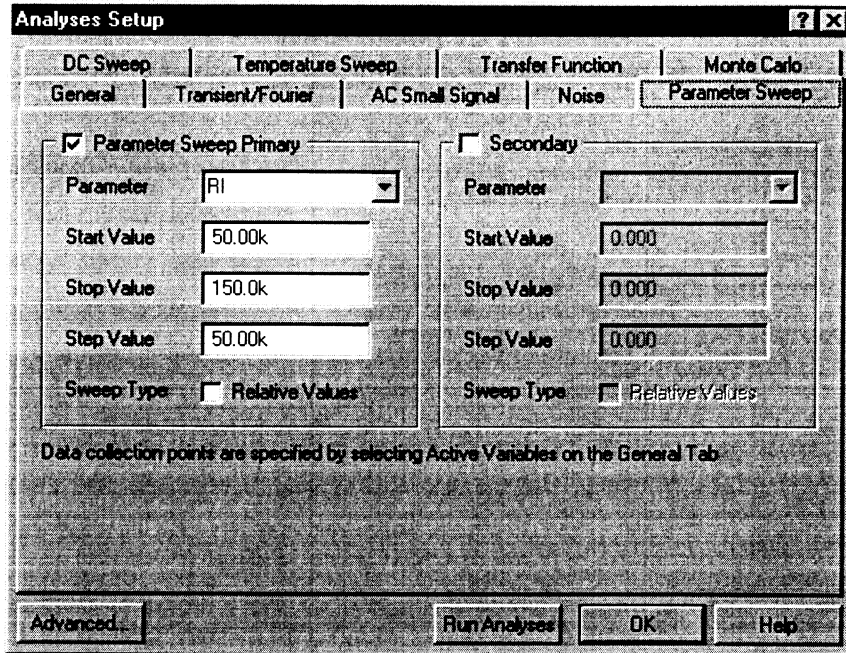 Analyses Setup
DC Sweep Temperature Sweep Transfer Function Monte Carlo
General Transient/Fourier AC Small Signal Noise Parameter Sweep
Parameter Sweep Primary
Parameter RI
Start Value 50.00k
Stop Value 150.0k
Step Value 50.00k
Sweep Type Relative Values
Secondary
Parameter
Start Value 0.000
Stop Value 0.000
Step Value 0.000
Sweep Type Relative Values
Data collection points are specified by selecting Active Variables on the General Tab
Advanced... Run Analyses OK Help